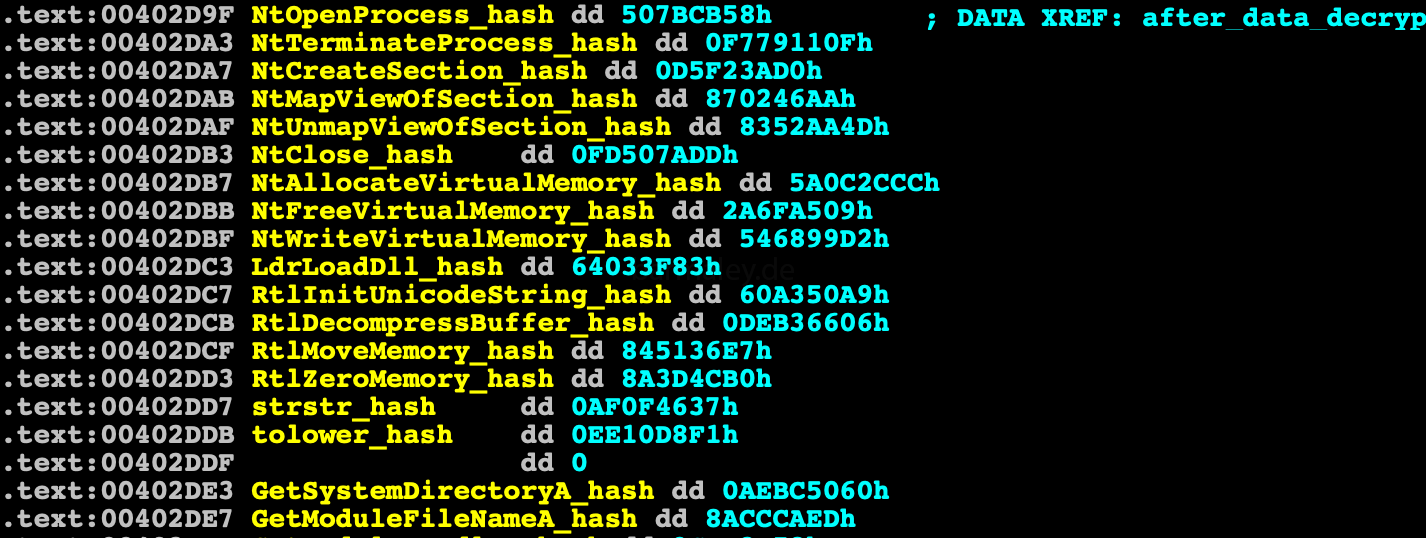 .text:00402D9F NtOpenProcess_hash dd 507BCB58h ; DATA XREF: after_data_decryp
.text:00402DA3 NtTerminateProcess_hash dd 0F779110Fh
.text:00402DA7 NtCreateSection_hash dd 0D5F23AD0h
.text:00402DAB NtMapViewOfSection_hash dd 870246AAh
.text:00402DAF NtUnmapViewOfSection_hash dd 8352AA4Dh
.text:00402DB3 NtClose_hash dd 0FD507ADDh
.text:00402DB7 NtAllocateVirtualMemory_hash dd 5A0C2CCCh
.text:00402DBB NtFreeVirtualMemory_hash dd 2A6FA509h
.text:00402DBF NtWriteVirtualMemory_hash dd 546899D2h
.text:00402DC3 LdrLoadDll_hash dd 64033F83h
.text:00402DC7 RtlInitUnicodeString_hash dd 60A350A9h
.text:00402DCB RtlDecompressBuffer_hash dd 0DEB36606h
.text:00402DCF RtlMoveMemory_hash dd 845136E7h
.text:00402DD3 RtlZeroMemory_hash dd 8A3D4CB0h
.text:00402DD7 strstr_hash dd 0AF0F4637h
.text:00402DDB tolower_hash dd 0EE10D8F1h
.text:00402DDF dd 0
.text:00402DE3 GetSystemDirectoryA_hash dd 0AEBC5060h
.text:00402DE7 GetModuleFileNameA_hash dd 8ACCCAEDh